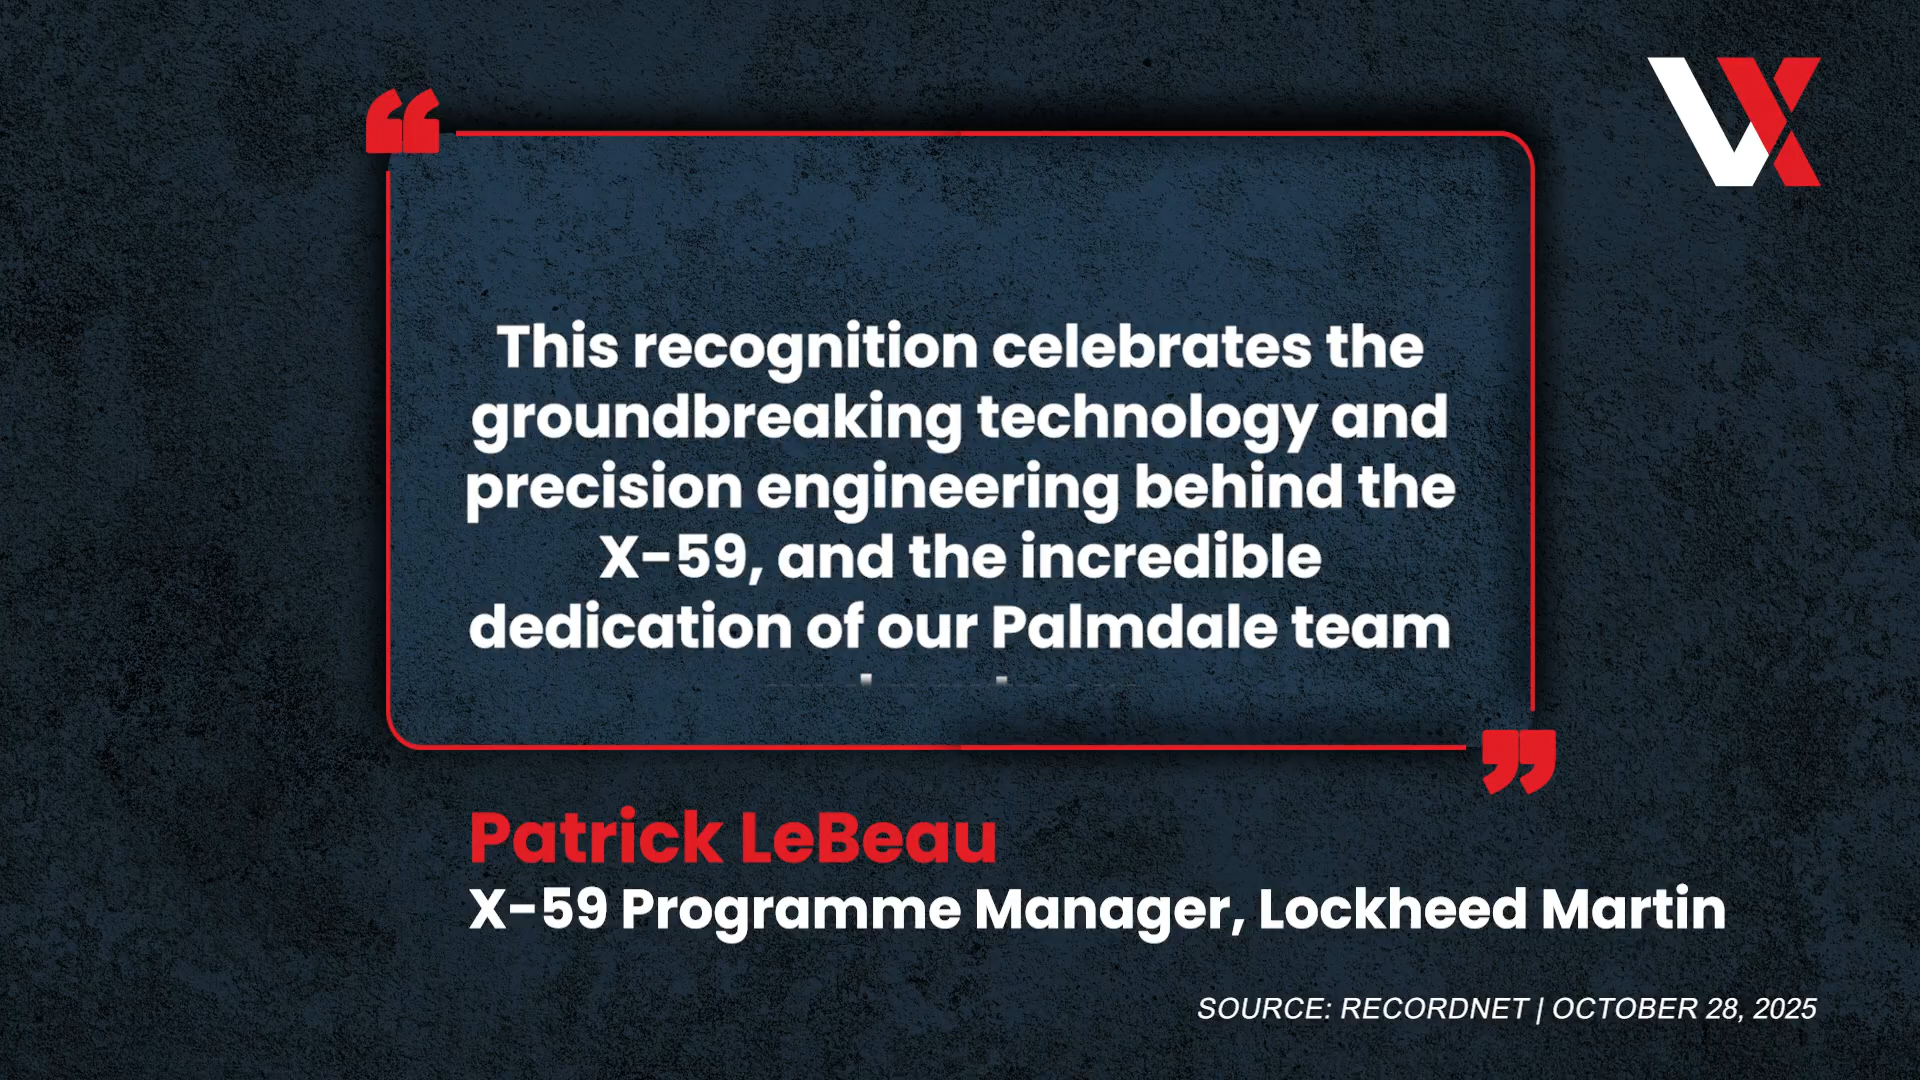 VX
This recognition celebrates the
groundbreaking technology and
precision engineering behind the
X-59, and the incredible
dedication of our Palmdale team
Patrick LeBeau
X-59 Programme Manager, Lockheed Martin
SOURCE: RECORDNET | OCTOBER 28, 2025